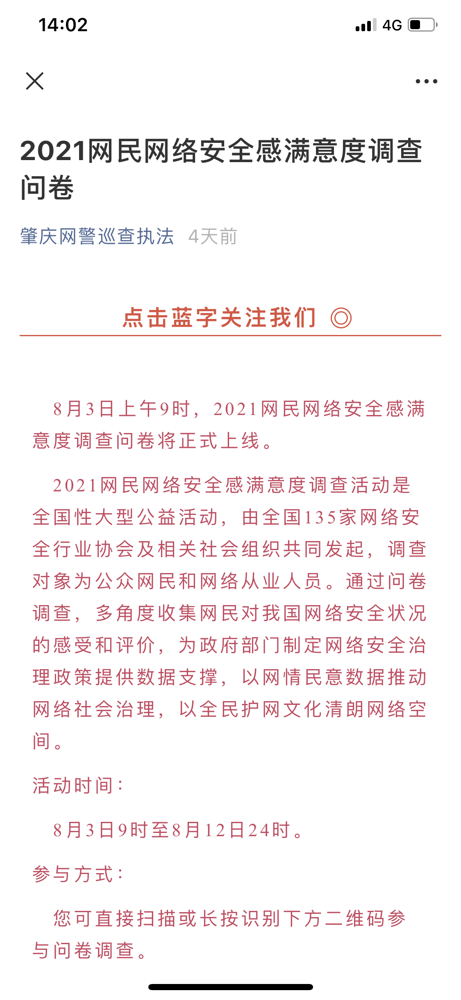 14:02
4G
2021网民网络安全感满意度调查
问卷
肇庆网警巡查执法 4天前
点击蓝字关注我们 ◎
8月3日上午9时，2021网民网络安全感满
意度调查问卷将正式上线。
2021网民网络安全感满意度调查活动是
全国性大型公益活动，由全国135家网络安
全行业协会及相关社会组织共同发起，调查
对象为公众网民和网络从业人员。通过问卷
调查，多角度收集网民对我国网络安全状况
的感受和评价，为政府部门制定网络安全治
理政策提供数据支撑，以网情民意数据推动
网络社会治理，以全民护网文化清朗网络空
间。
活动时间：
8月3日9时至8月12日24时。
参与方式：
您可直接扫描或长按识别下方二维码参
与问卷调查。